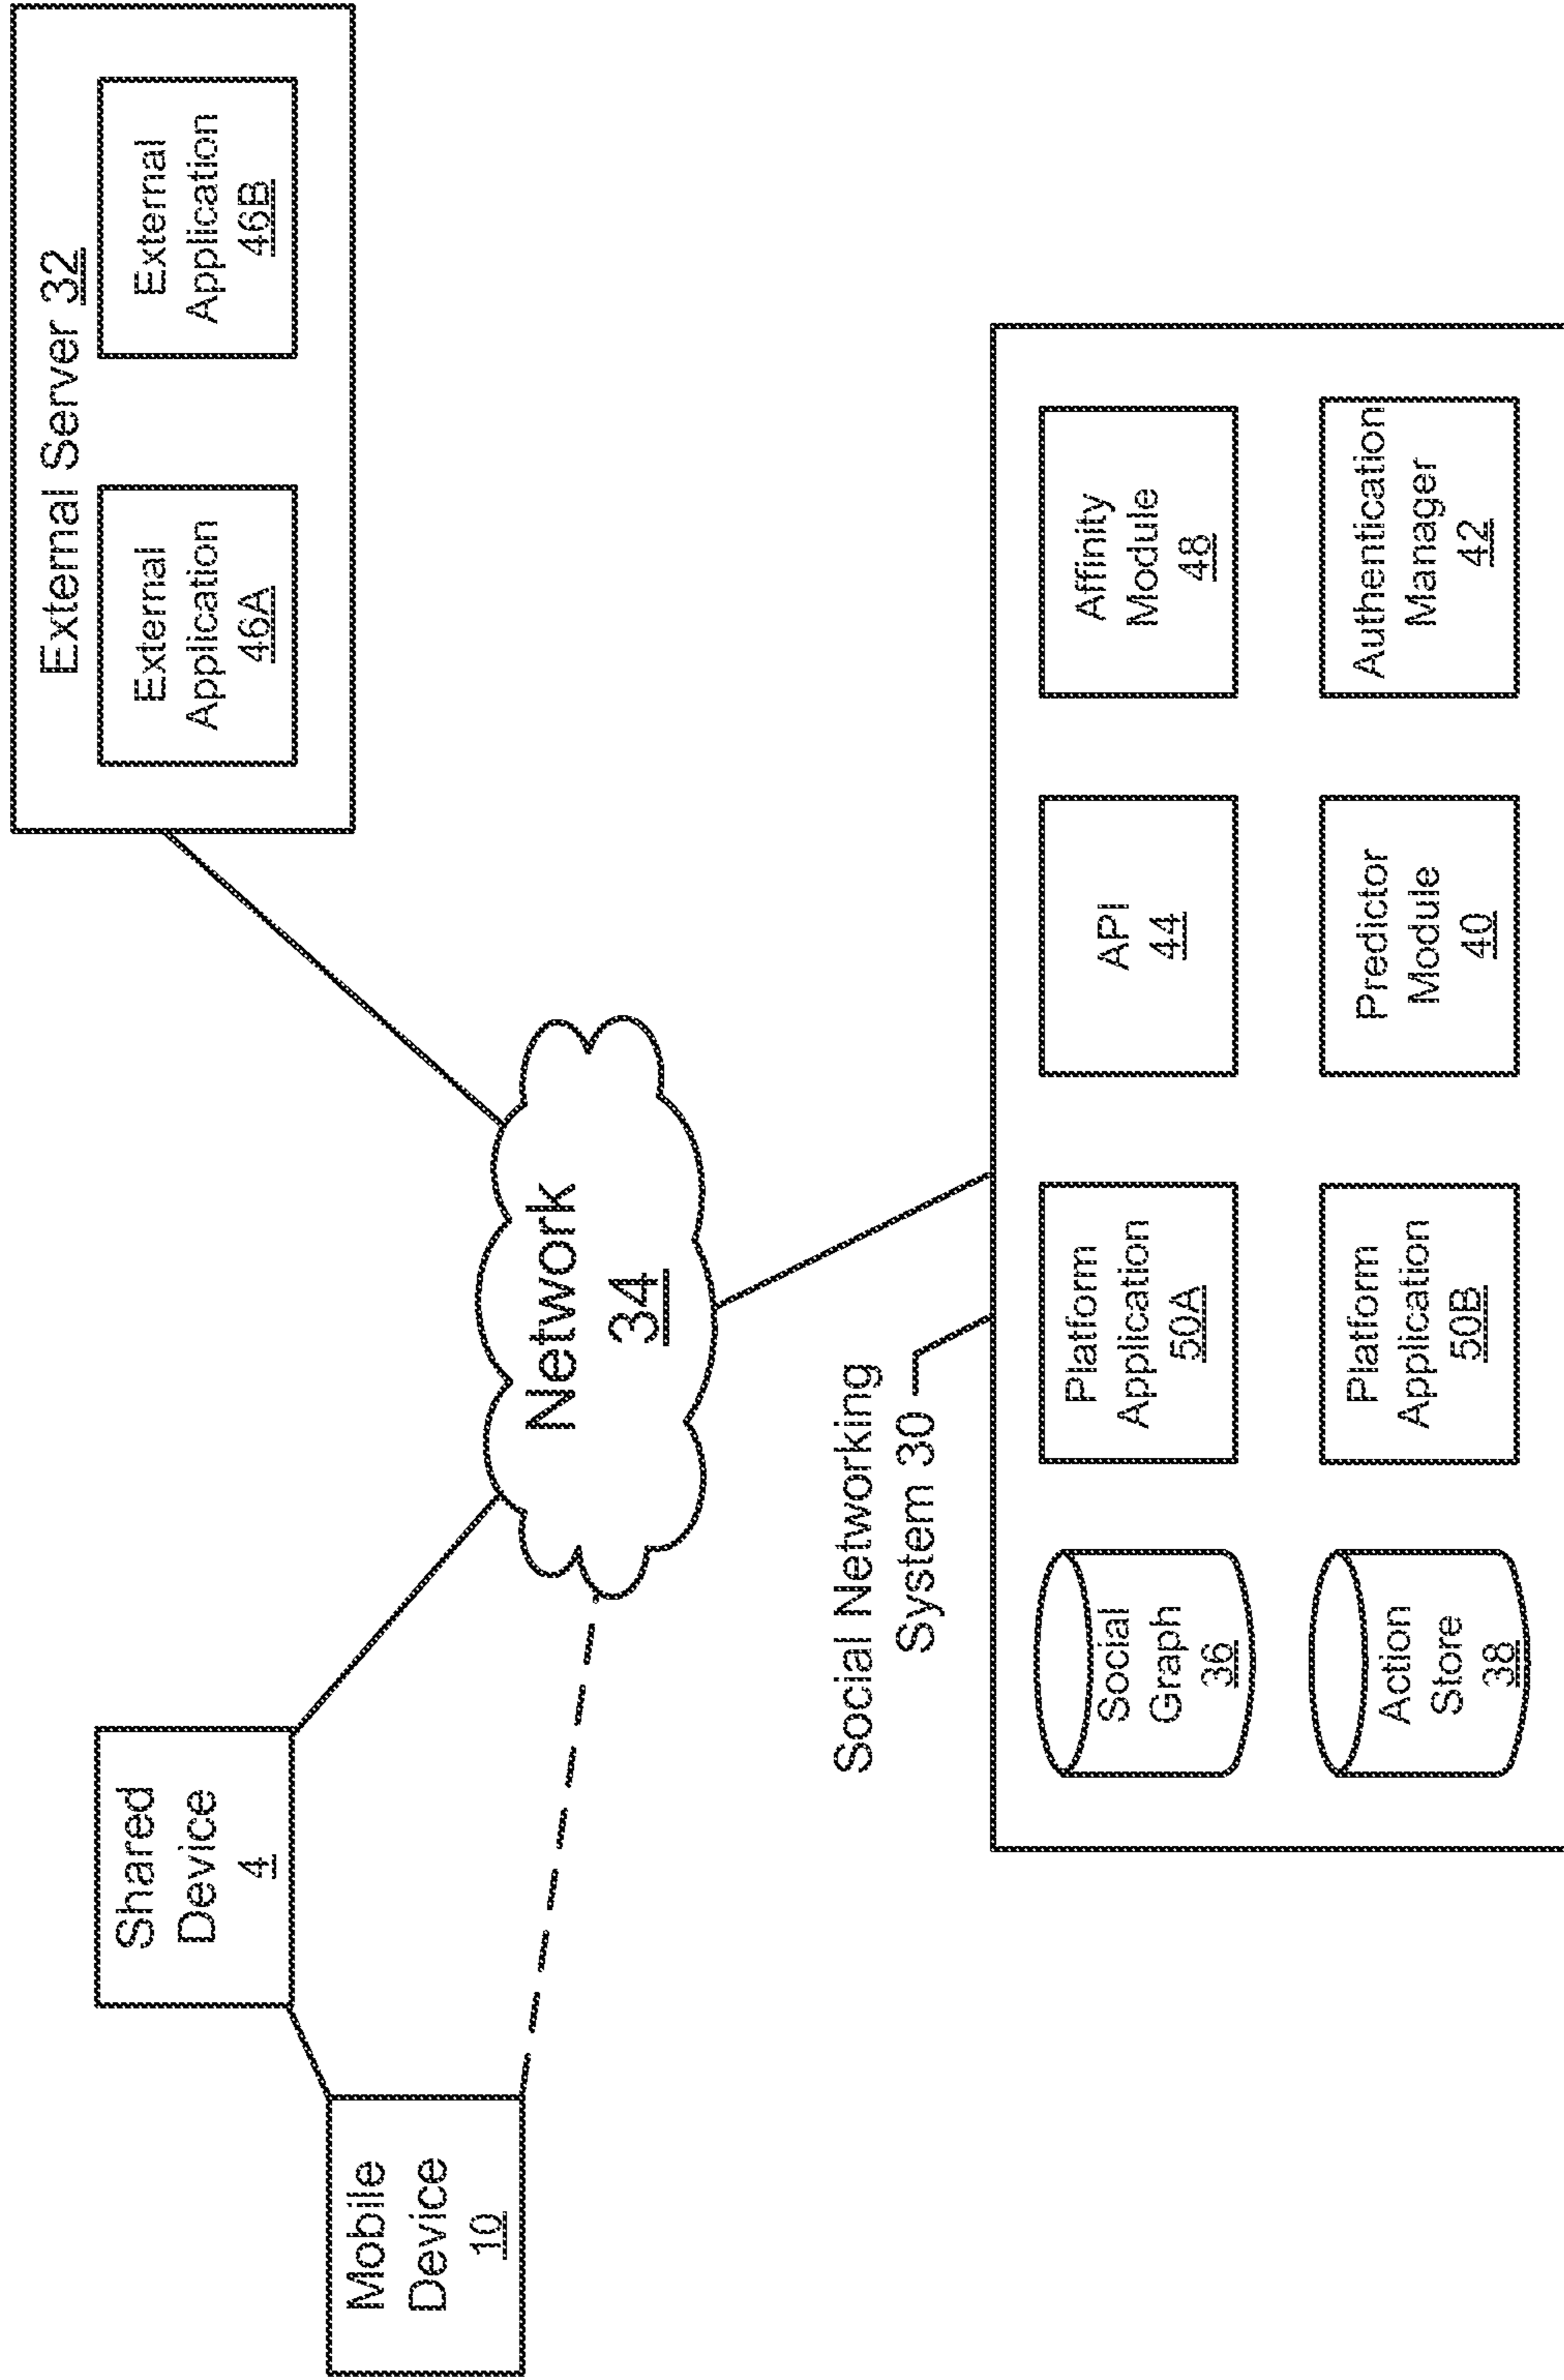 Mobile
Device
10
Shared
Device
4
Network
34
External Server 32
External
Application
46A
External
Application
46B
Social Networking
System 30
Social
Graph
36
Platform
Application
50A
API
44
Affinity
Module
48
Action
Store
38
Platform
Application
50B
Predictor
Module
40
Authentication
Manager
42